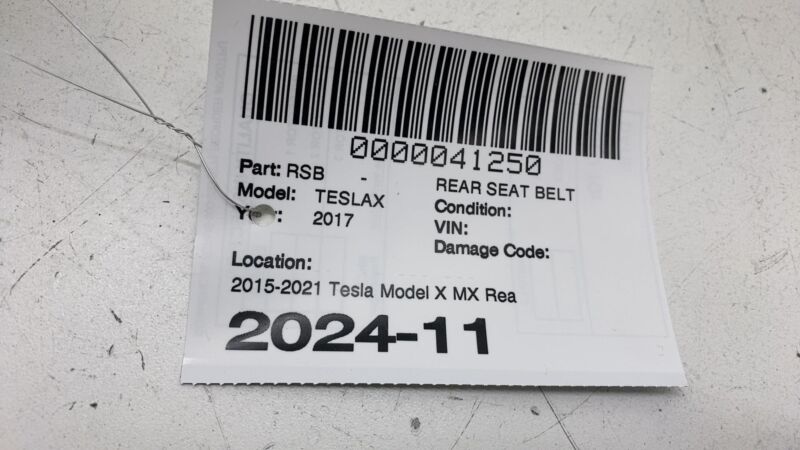 0000041250
Part: RSB - REAR SEAT BELT
Model: TESLAX Condition:
2017 VIN:
Damage Code:
Location:
2015-2021 Tesla Model X MX Rea
2024-11